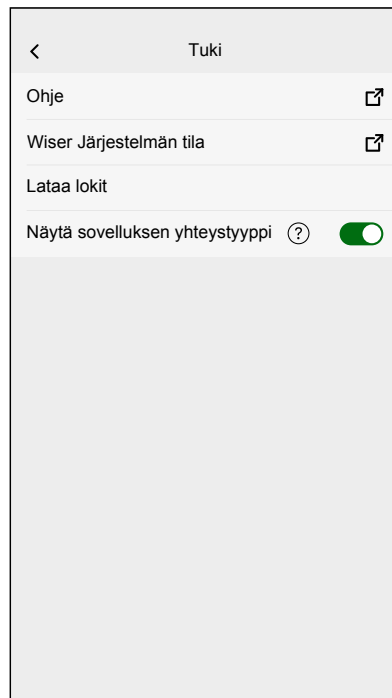 Tuki
Ohje
Wiser Järjestelmän tila
Lataa lokit
Näytä sovelluksen yhteystyyppi ?